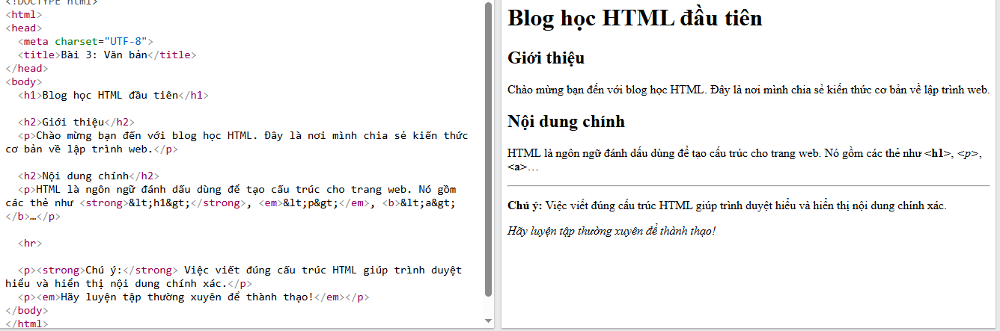 <!DOCTYPE html>
<html>
<head>
  <meta charset="UTF-8">
  <title>Bài 3: Văn bản</title>
</head>
<body>
  <h1>Blog học HTML đầu tiên</h1>
  <h2>Giới thiệu</h2>
  <p>Chào mừng bạn đến với blog học HTML. Đây là nơi mình chia sẻ kiến thức
cơ bản về lập trình web.</p>
  <h2>Nội dung chính</h2>
  <p>HTML là ngôn ngữ đánh dấu dùng để tạo cấu trúc cho trang web. Nó gồm
các thẻ như <strong>&lt;h1&gt;</strong>, <em>&lt;p&gt;</em>, <b>&lt;a&gt;
</b>…</p>
  <hr>
  <p><strong>Chú ý:</strong> Việc viết đúng cấu trúc HTML giúp trình duyệt
hiểu và hiển thị nội dung chính xác.</p>
  <p><em>Hãy luyện tập thường xuyên để thành thạo!</em></p>
</body>
</html>
Blog học HTML đầu tiên
Giới thiệu
Chào mừng bạn đến với blog học HTML. Đây là nơi mình chia sẻ kiến thức cơ bản về lập trình web.
Nội dung chính
HTML là ngôn ngữ đánh dấu dùng để tạo cấu trúc cho trang web. Nó gồm các thẻ như <h1>, <p>,
<a>…
Chú ý: Việc viết đúng cấu trúc HTML giúp trình duyệt hiểu và hiển thị nội dung chính xác.
Hãy luyện tập thường xuyên để thành thạo!